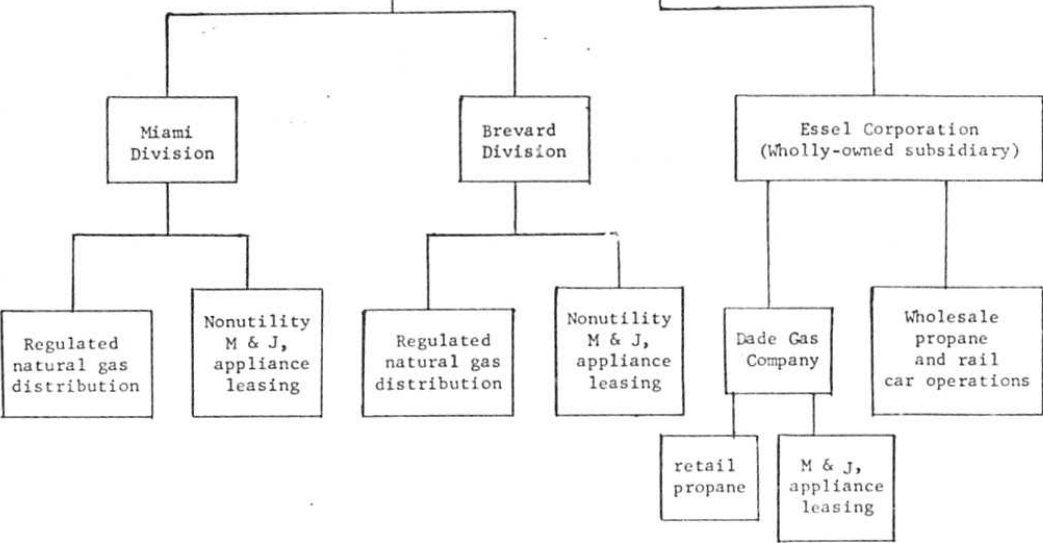 Miami
Division
Brevard
Division
Essel Corporation
(Wholly-owned subsidiary)
Regulated
natural gas
distribution
Nonutility
M & J,
appliance
leasing
Regulated
natural gas
distribution
Nonutility
M & J,
appliance
leasing
Dade Gas
Company
Wholesale
propane
and rail
car operations
retail
propane
M & J,
appliance
leasing